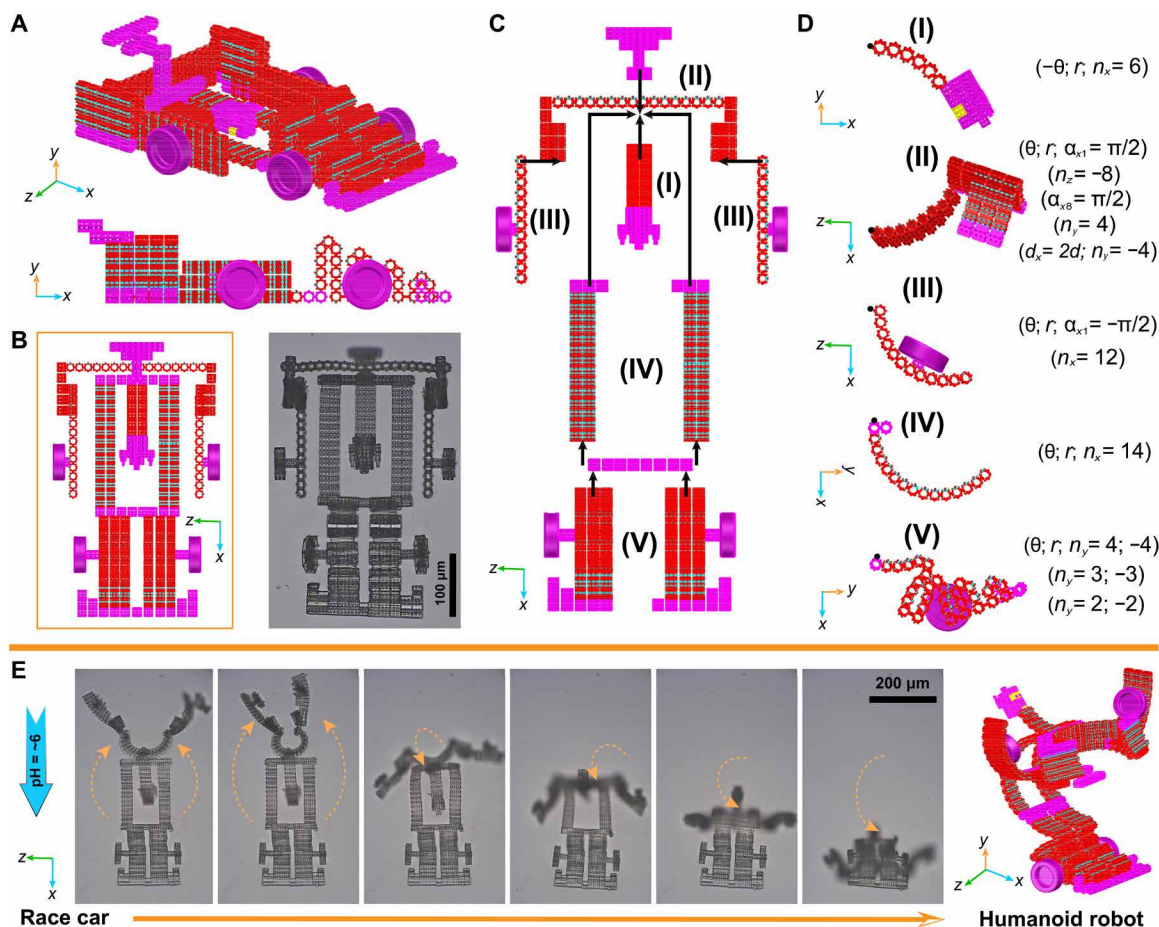 A
y
z
x
y
x
B
z
x
100 µm
C
(II)
(I)
(III)
(III)
(IV)
(V)
z
x
D
(I)
(−θ; r; nx= 6)
y
x
(II)
(θ; r; αx1= π/2)
(nz= −8)
(αx8= π/2)
(ny= 4)
(dx= 2d; ny= −4)
z
x
(III)
(θ; r; αx1= −π/2)
(nx= 12)
z
x
(IV)
(θ; r; nx= 14)
y
x
(V)
(θ; r; ny= 4; −4)
(ny= 3; −3)
(ny= 2; −2)
y
x
E
pH = ~6
z
x
200 µm
y
z
x
Race car
Humanoid robot